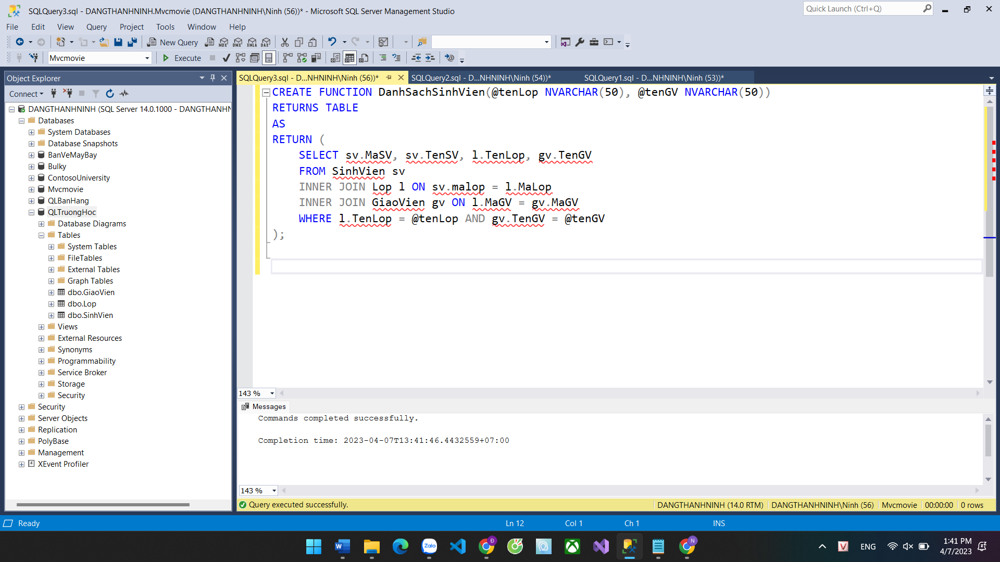 SQLQuery3.sql - DANGTHANHNINH.Mvcmovie (DANGTHANHNINH\Ninh (56))* - Microsoft SQL Server Management Studio
Quick Launch (Ctrl+Q)
File Edit View Query Project Tools Window Help
New Query MDX DMX XMLA DAX
Mvcmovie Execute
Object Explorer
SQLQuery3.sql - D...NHNINH\Ninh (56))* SQLQuery2.sql - D...NHNINH\Ninh (54))* SQLQuery1.sql - D...NHNINH\Ninh (53))*
Connect
DANGTHANHNINH (SQL Server 14.0.1000 - DANGTHANHN
Databases
System Databases
Database Snapshots
BanVeMayBay
Bulky
ContosoUniversity
Mvcmovie
QLBanHang
QLTruongHoc
Database Diagrams
Tables
System Tables
FileTables
External Tables
Graph Tables
dbo.GiaoVien
dbo.Lop
dbo.SinhVien
Views
External Resources
Synonyms
Programmability
Service Broker
Storage
Security
Security
Server Objects
Replication
PolyBase
Management
XEvent Profiler
CREATE FUNCTION DanhSachSinhVien(@tenLop NVARCHAR(50), @tenGV NVARCHAR(50))
RETURNS TABLE
AS
RETURN (
SELECT sv.MaSV, sv.TenSV, l.TenLop, gv.TenGV
FROM SinhVien sv
INNER JOIN Lop l ON sv.malop = l.MaLop
INNER JOIN GiaoVien gv ON l.MaGV = gv.MaGV
WHERE l.TenLop = @tenLop AND gv.TenGV = @tenGV
);
143 %
Messages
Commands completed successfully.
Completion time: 2023-04-07T13:41:46.4432559+07:00
143 %
Query executed successfully. DANGTHANHNINH (14.0 RTM) DANGTHANHNINH\Ninh (56) Mvcmovie 00:00:00 0 rows
Ready Ln 12 Col 1 Ch 1 INS
Zalo
ENG
1:41 PM
4/7/2023